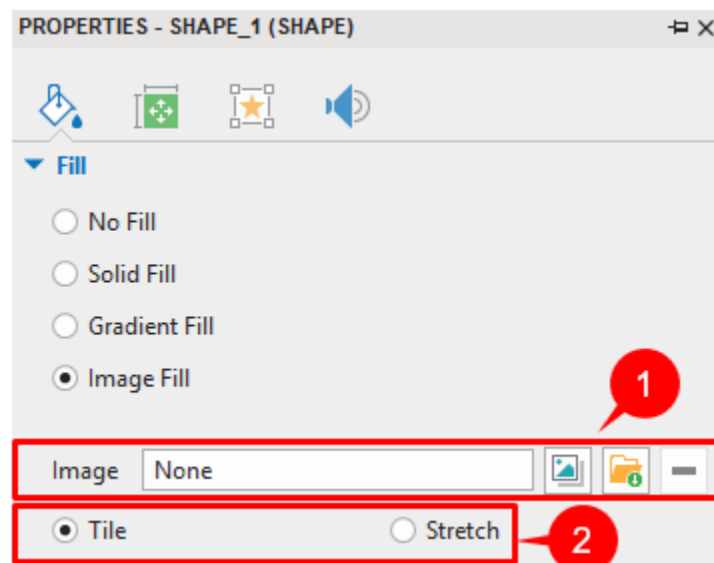 PROPERTIES - SHAPE_1 (SHAPE)
Fill
No Fill
Solid Fill
Gradient Fill
Image Fill
1
Image None
Tile Stretch
2